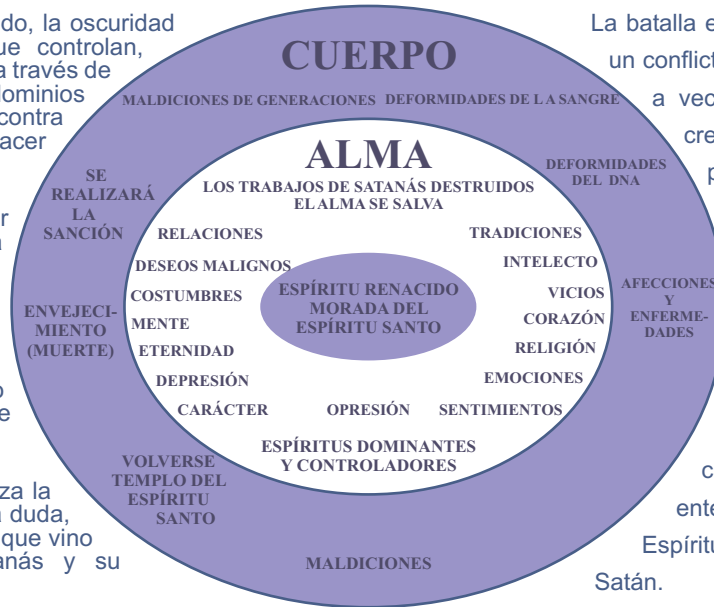 do, la oscuridad
ue controlan,
a través de
dominios
contra
acer
r
a
o
e
za la
a duda,
que vino
anás y su
CUERPO
MALDICIONES DE GENERACIONES DEFORMIDADES DE L A SANGRE
SE
REALIZARÁ
LA
SANCIÓN
ENVEJECI-
MIENTO
(MUERTE)
VOLVERSE
TEMPLO DEL
ESPÍRITU
SANTO
MALDICIONES
DEFORMIDADES
DEL DNA
AFECCIONES
Y
ENFERME-
DADES
ALMA
LOS TRABAJOS DE SATANÁS DESTRUIDOS
EL ALMA SE SALVA
RELACIONES
DESEOS MALIGNOS
COSTUMBRES
MENTE
ETERNIDAD
DEPRESIÓN
CARÁCTER
OPRESIÓN
SENTIMIENTOS
TRADICIONES
INTELECTO
VICIOS
CORAZÓN
RELIGIÓN
EMOCIONES
ESPÍRITUS DOMINANTES
Y CONTROLADORES
ESPÍRITU RENACIDO
MORADA DEL
ESPÍRITU SANTO
La batalla e
un conflict
a vec
cre
p
c
ente
Espíritu
Satán.